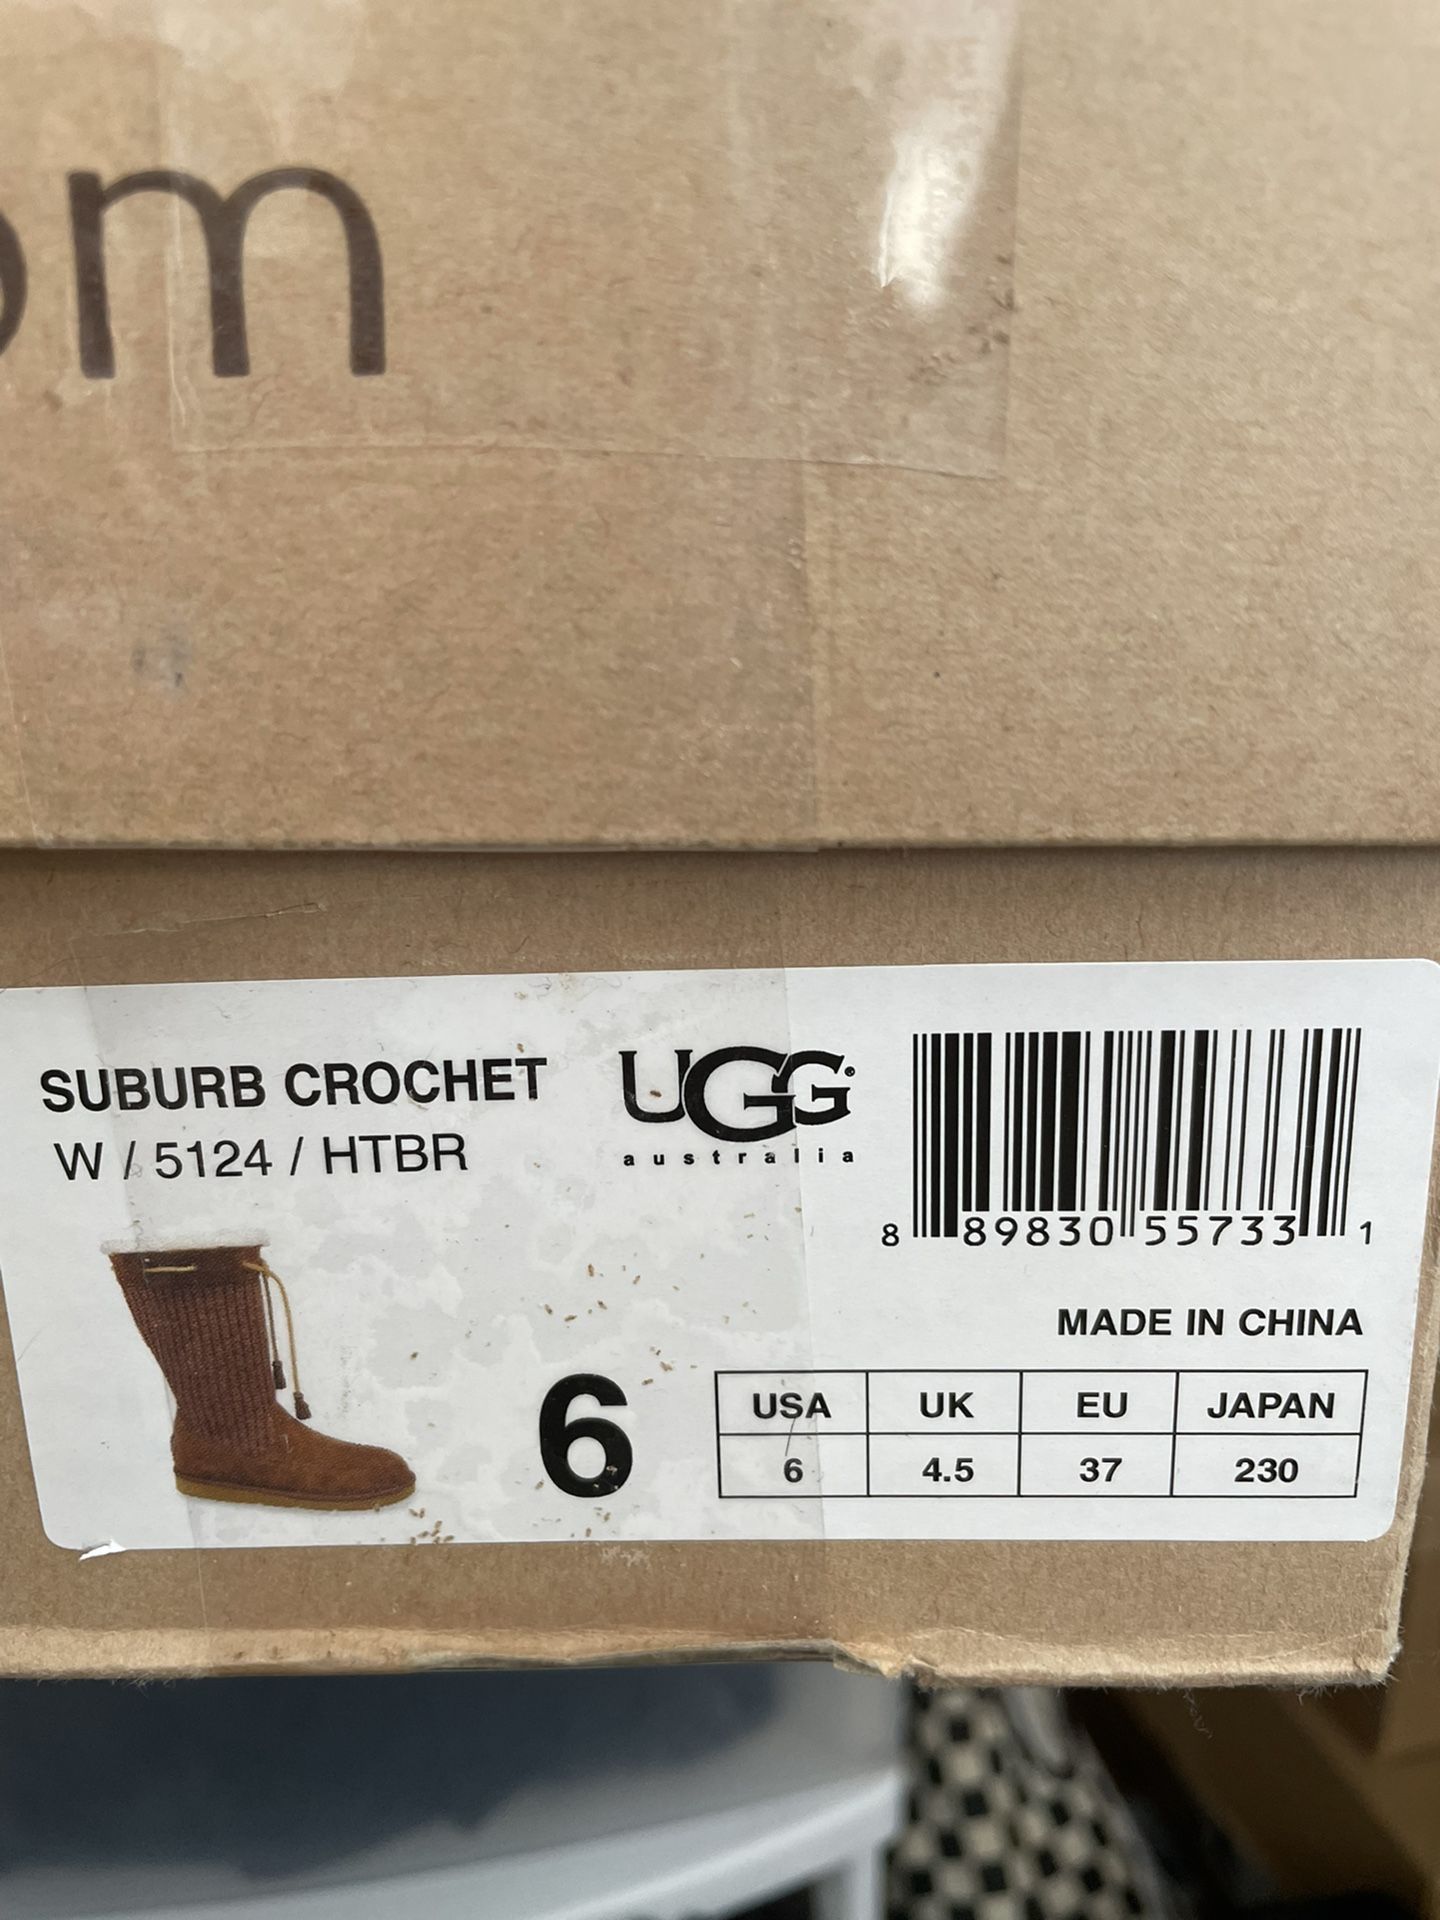 SUBURB CROCHET
W / 5124 / HTBR
UGG®
australia
8 89830 55733 1
MADE IN CHINA
6
USA UK EU JAPAN
6 4.5 37 230